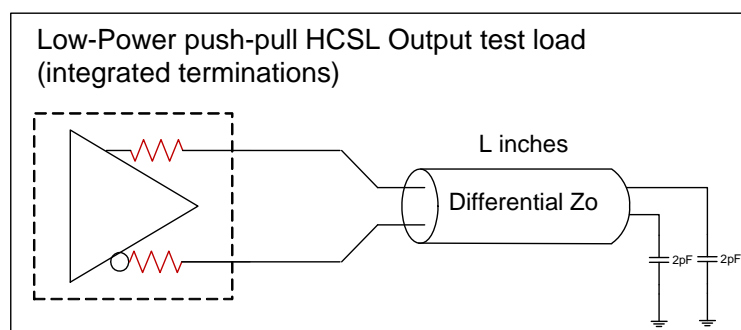 Low-Power push-pull HCSL Output test load
(integrated terminations)
L inches
Differential Zo
2pF
2pF